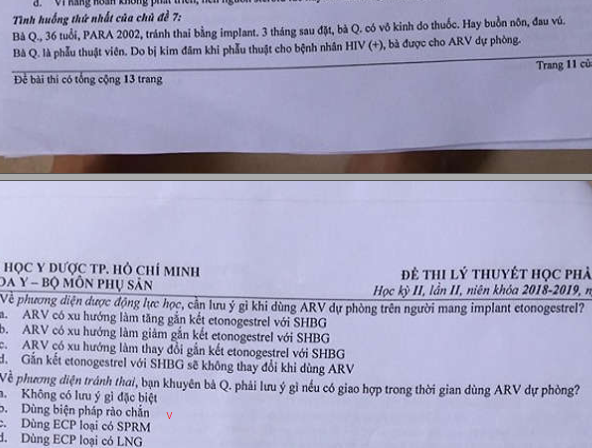 d. Vì
Tình huống thứ nhất của chủ đề 7:
Bà Q., 36 tuổi, PARA 2002, tránh thai bằng implant. 3 tháng sau đặt, bà Q. có vô kinh do thuốc. Hay buồn nôn, đau vú.
Bà Q. là phẫu thuật viên. Do bị kim đâm khi phẫu thuật cho bệnh nhân HIV (+), bà được cho ARV dự phòng.
Trang 11 củ
Đề bài thi có tổng cộng 13 trang
HỌC Y DƯỢC TP. HỒ CHÍ MINH
ĐỀ THI LÝ THUYẾT HỌC PHẦ
OA Y – BỘ MÔN PHỤ SẢN
Học kỳ II, lần II, niên khóa 2018-2019, n
Về phương diện dược động lực học, cần lưu ý gì khi dùng ARV dự phòng trên người mang implant etonogestrel?
a. ARV có xu hướng làm tăng gắn kết etonogestrel với SHBG
b. ARV có xu hướng làm giảm gắn kết etonogestrel với SHBG
c. ARV có xu hướng làm thay đổi gắn kết etonogestrel với SHBG
d. Gắn kết etonogestrel với SHBG sẽ không thay đổi khi dùng ARV
Về phương diện tránh thai, bạn khuyên bà Q. phải lưu ý gì nếu có giao hợp trong thời gian dùng ARV dự phòng?
a. Không có lưu ý gì đặc biệt
b. Dùng biện pháp rào chắn v
c. Dùng ECP loại có SPRM
d. Dùng ECP loại có LNG